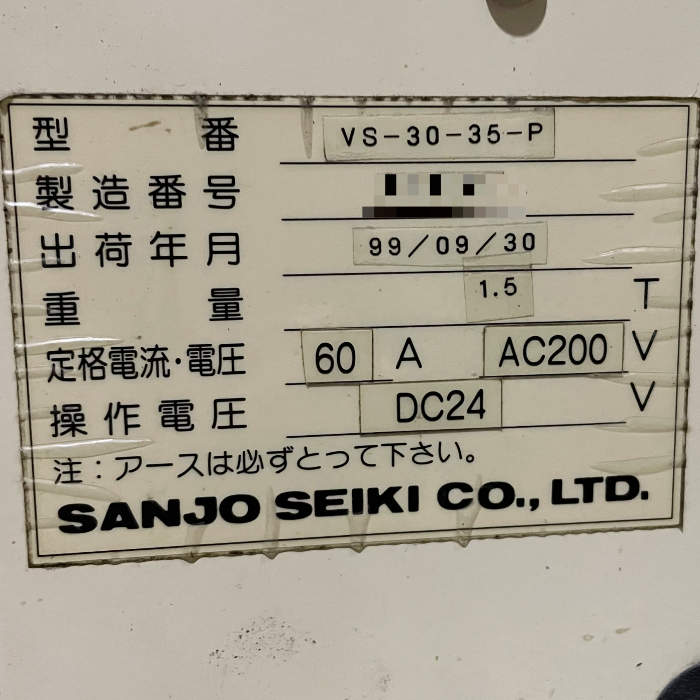 型番 VS-30-35-P
製造番号
出荷年月 99/09/30
重量 1.5 T
定格電流・電圧 60 A AC200 V
操作電圧 DC24 V
注：アースは必ずとって下さい。
SANJO SEIKI CO., LTD.